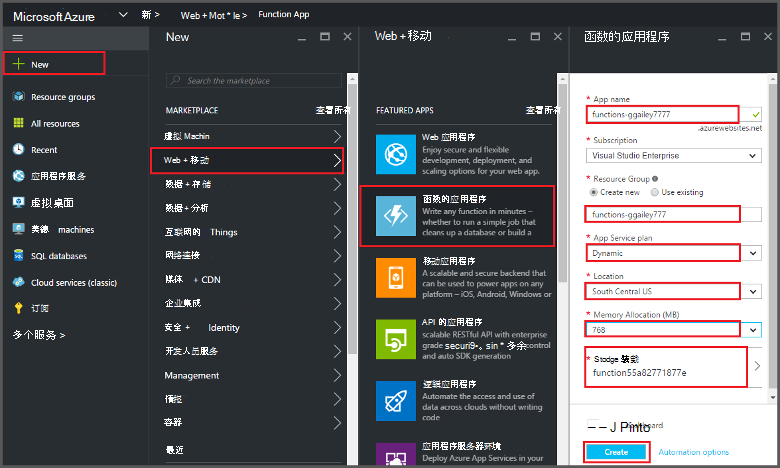 Microsoft Azure 新 > Web + Mot * le > Function App
New
Resource groups
All resources
Recent
应用程序服务
虚拟桌面
美德 machines
SQL databases
Cloud services (classic)
订阅
多个服务 >
New
Search the marketplace
MARKETPLACE 查看所有
虚拟 Machin
Web + 移动
数据 + 存储
数据 + 分析
互联网的 Things
网络连接
媒体 + CDN
企业集成
安全 + Identity
开发人员服务
Management
情报
容器
最近
Web + 移动
FEATURED APPS 查看所有
Web 应用程序
Enjoy secure and flexible
development, deployment, and
scaling options for your web app.
函数的应用程序
Write any function in minutes –
whether to run a simple job that
cleans up a database or build a
移动应用程序
A scalable and secure backend that
can be used to power apps on any
platform – iOS, Android, Windows or
API 的应用程序
scalable RESTful API with enterprise
grade securi9•、sin * 多余control
and auto SDK generation
逻辑应用程序
Automate the access and use of
data across clouds without writing
code
应用程序服务器环境
Deploy Azure App Services in your
函数的应用程序
* App name
functions-ggailey7777
.azurewebsites.net
* Subscription
Visual Studio Enterprise
* Resource Group
Create new Use existing
functions-ggailey777
* App Service plan
Dynamic
* Location
South Central US
* Memory Allocation (MB)
768
* Stodge 装载
function55a82771877e
– – J Pinto
Create Automation options